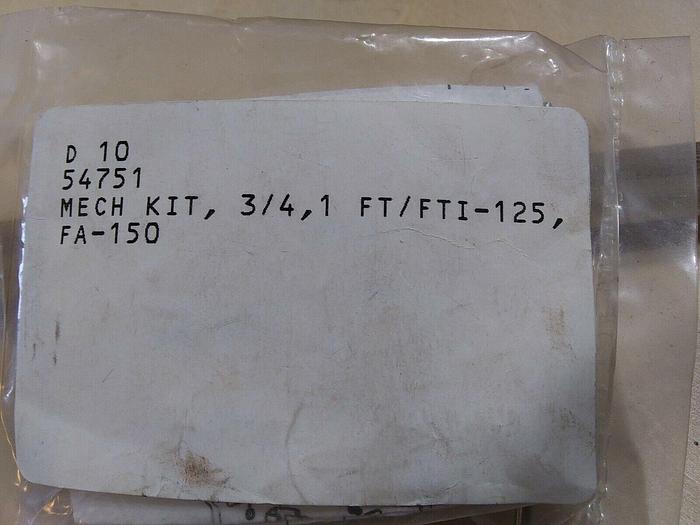 D 10
54751
MECH KIT, 3/4,1 FT/FTI-125,
FA-150